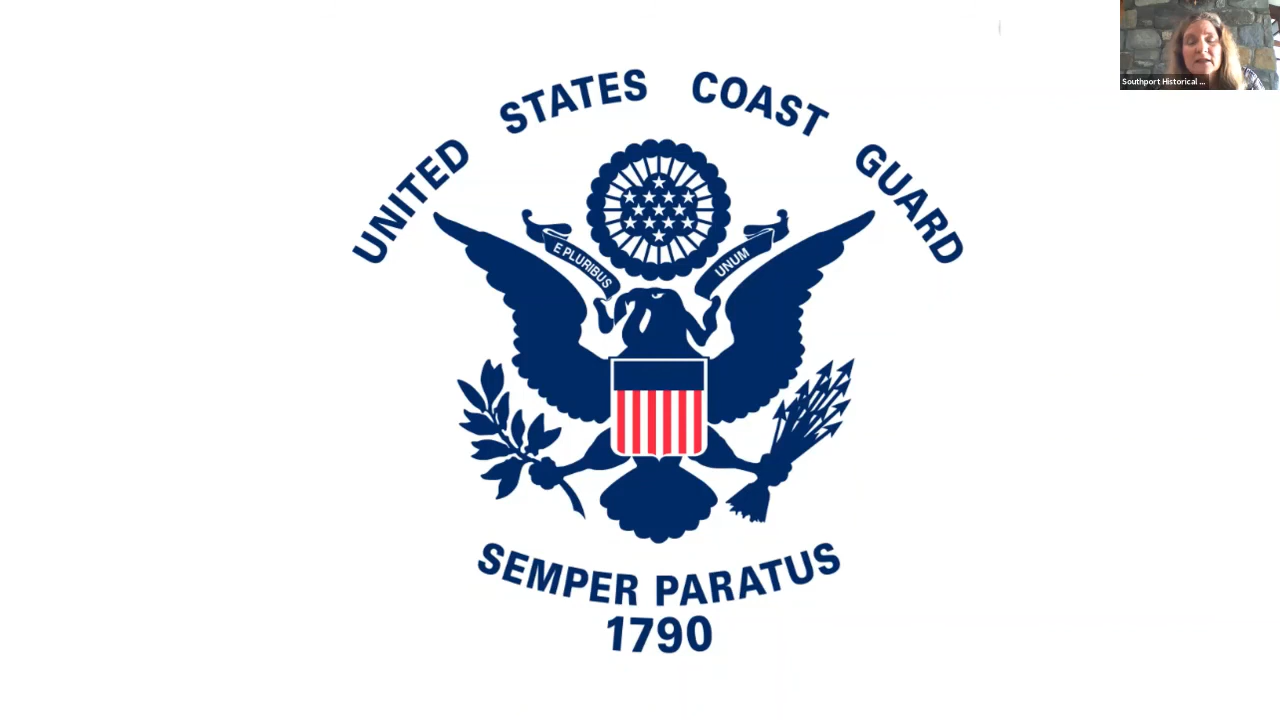 UNITED STATES COAST GUARD
E PLURIBUS UNUM
SEMPER PARATUS
1790
Southport Historical ...